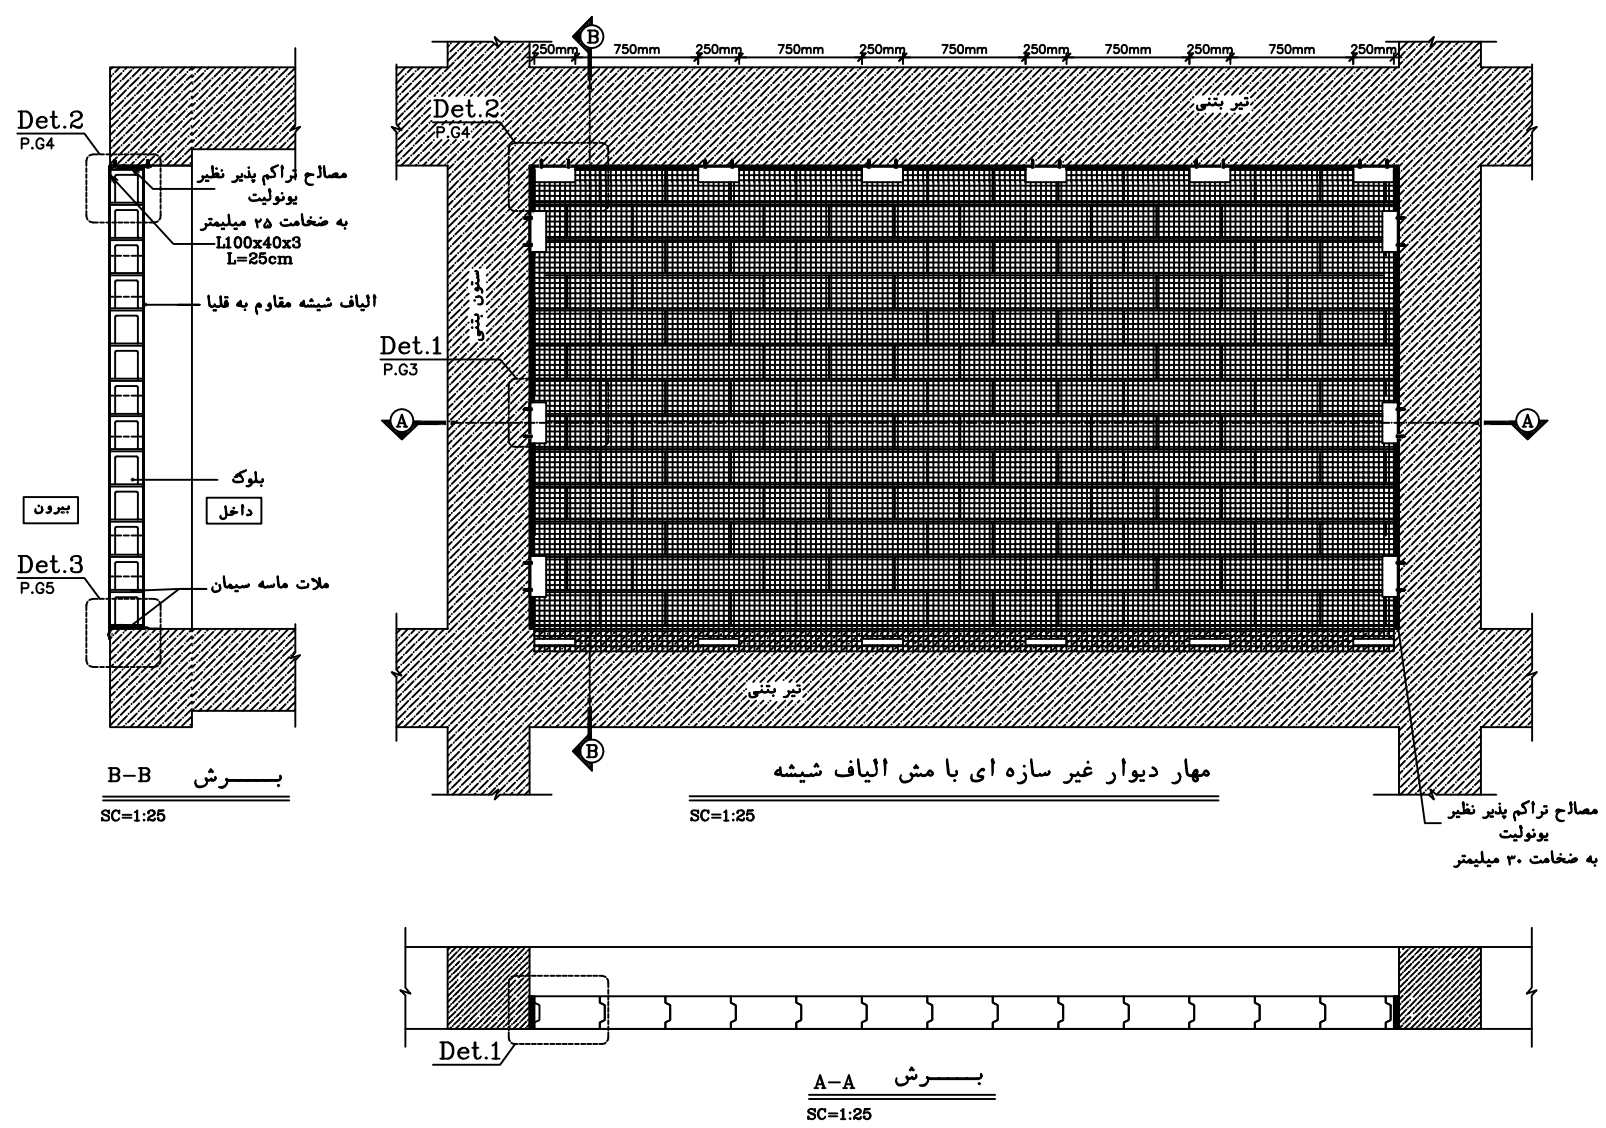 B
250mm 750mm 250mm 750mm 250mm 750mm 250mm 750mm 250mm 750mm 250mm
تیر بتنی
Det.2
P.G4
Det.2
P.G4
مصالح تراکم پذیر نظیر
یونولیت
به ضخامت ۲۵ میلیمتر
L100x40x3
L=25cm
الیاف شیشه مقاوم به قلیا
ستون بتنی
Det.1
P.G3
A
A
بلوک
بیرون
داخل
Det.3
P.G5
ملات ماسه سیمان
تیر بتنی
B
برش B-B
SC=1:25
مهار دیوار غیر سازه ای با مش الیاف شیشه
SC=1:25
مصالح تراکم پذیر نظیر
یونولیت
به ضخامت ۳۰ میلیمتر
Det.1
برش A-A
SC=1:25